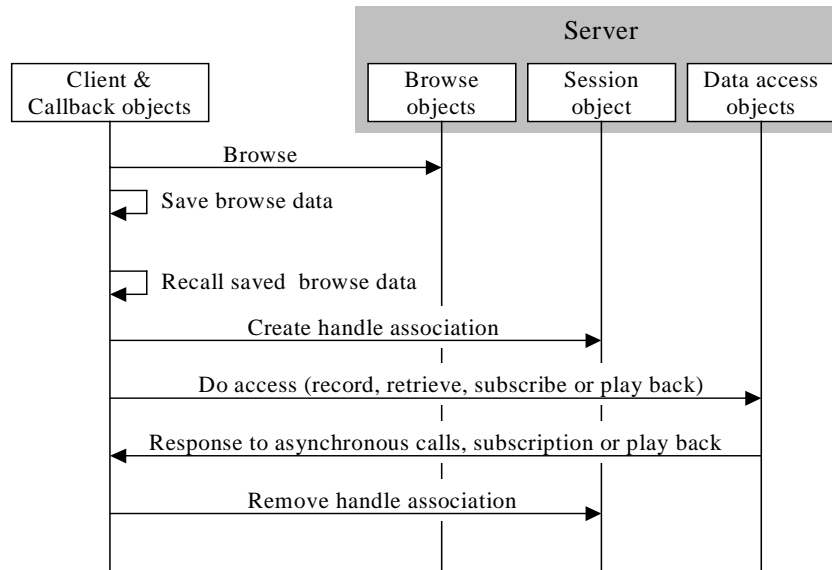 Server
Client &
Callback objects
Browse
objects
Session
object
Data access
objects
Browse
Save browse data
Recall saved browse data
Create handle association
Do access (record, retrieve, subscribe or play back)
Response to asynchronous calls, subscription or play back
Remove handle association